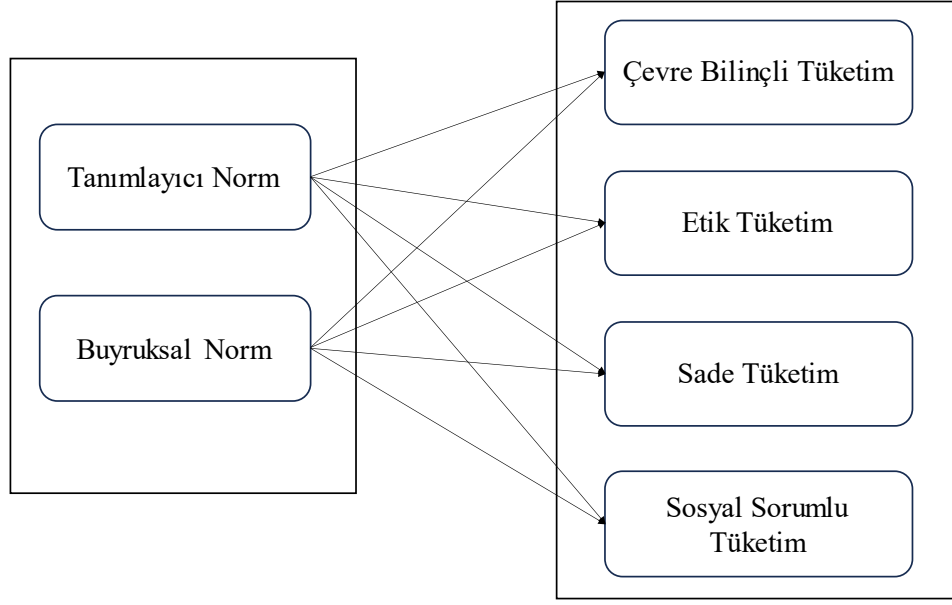 Tanımlayıcı Norm
Buyruksal Norm
Çevre Bilinçli Tüketim
Etik Tüketim
Sade Tüketim
Sosyal Sorumlu
Tüketim